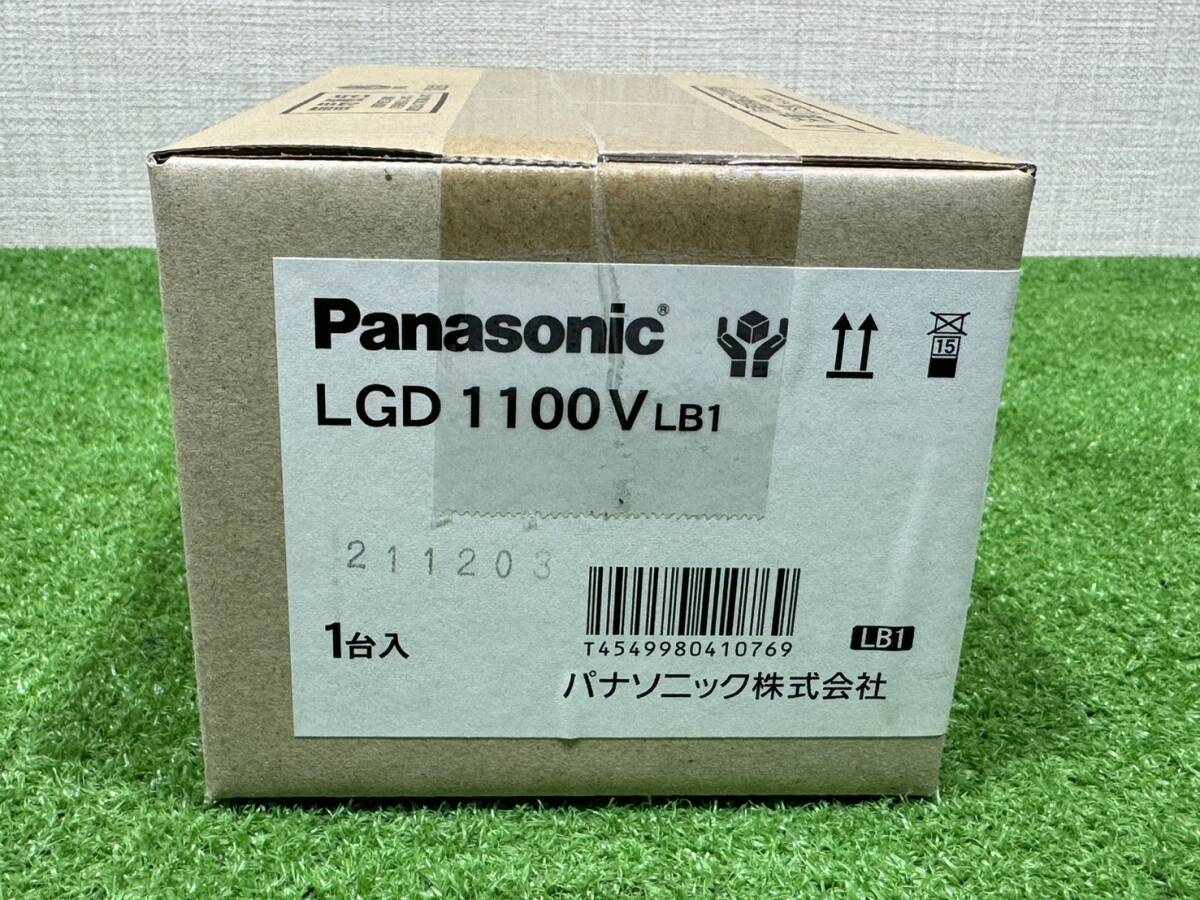 Panasonic®
15
LGD 1100V LB1
211203
1台入
T4549980410769
LB1
パナソニック株式会社